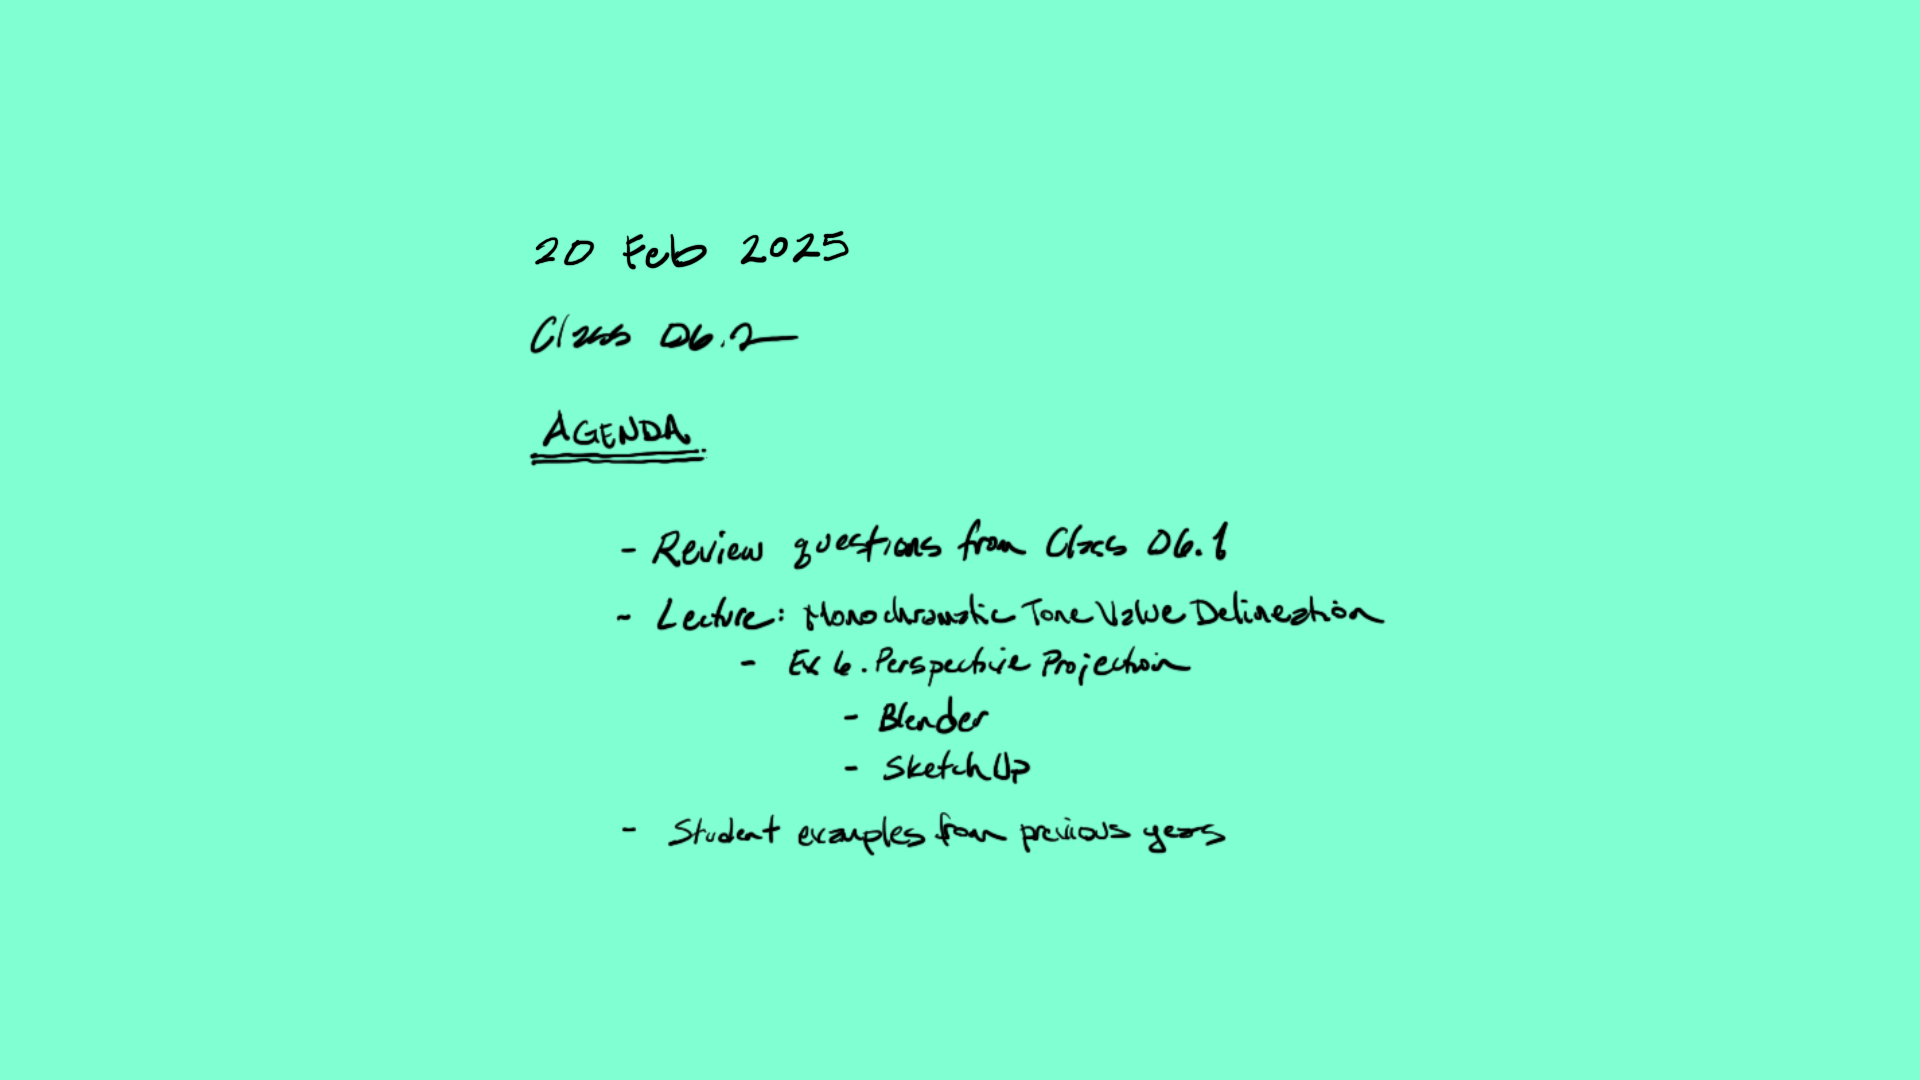 20 Feb 2025
Class 06.2
AGENDA
- Review questions from Class 06.1
- Lecture: Monochromatic Tone Value Delineation
- Ex 6. Perspective Projection
- Blender
- SketchUp
- Student examples from previous years